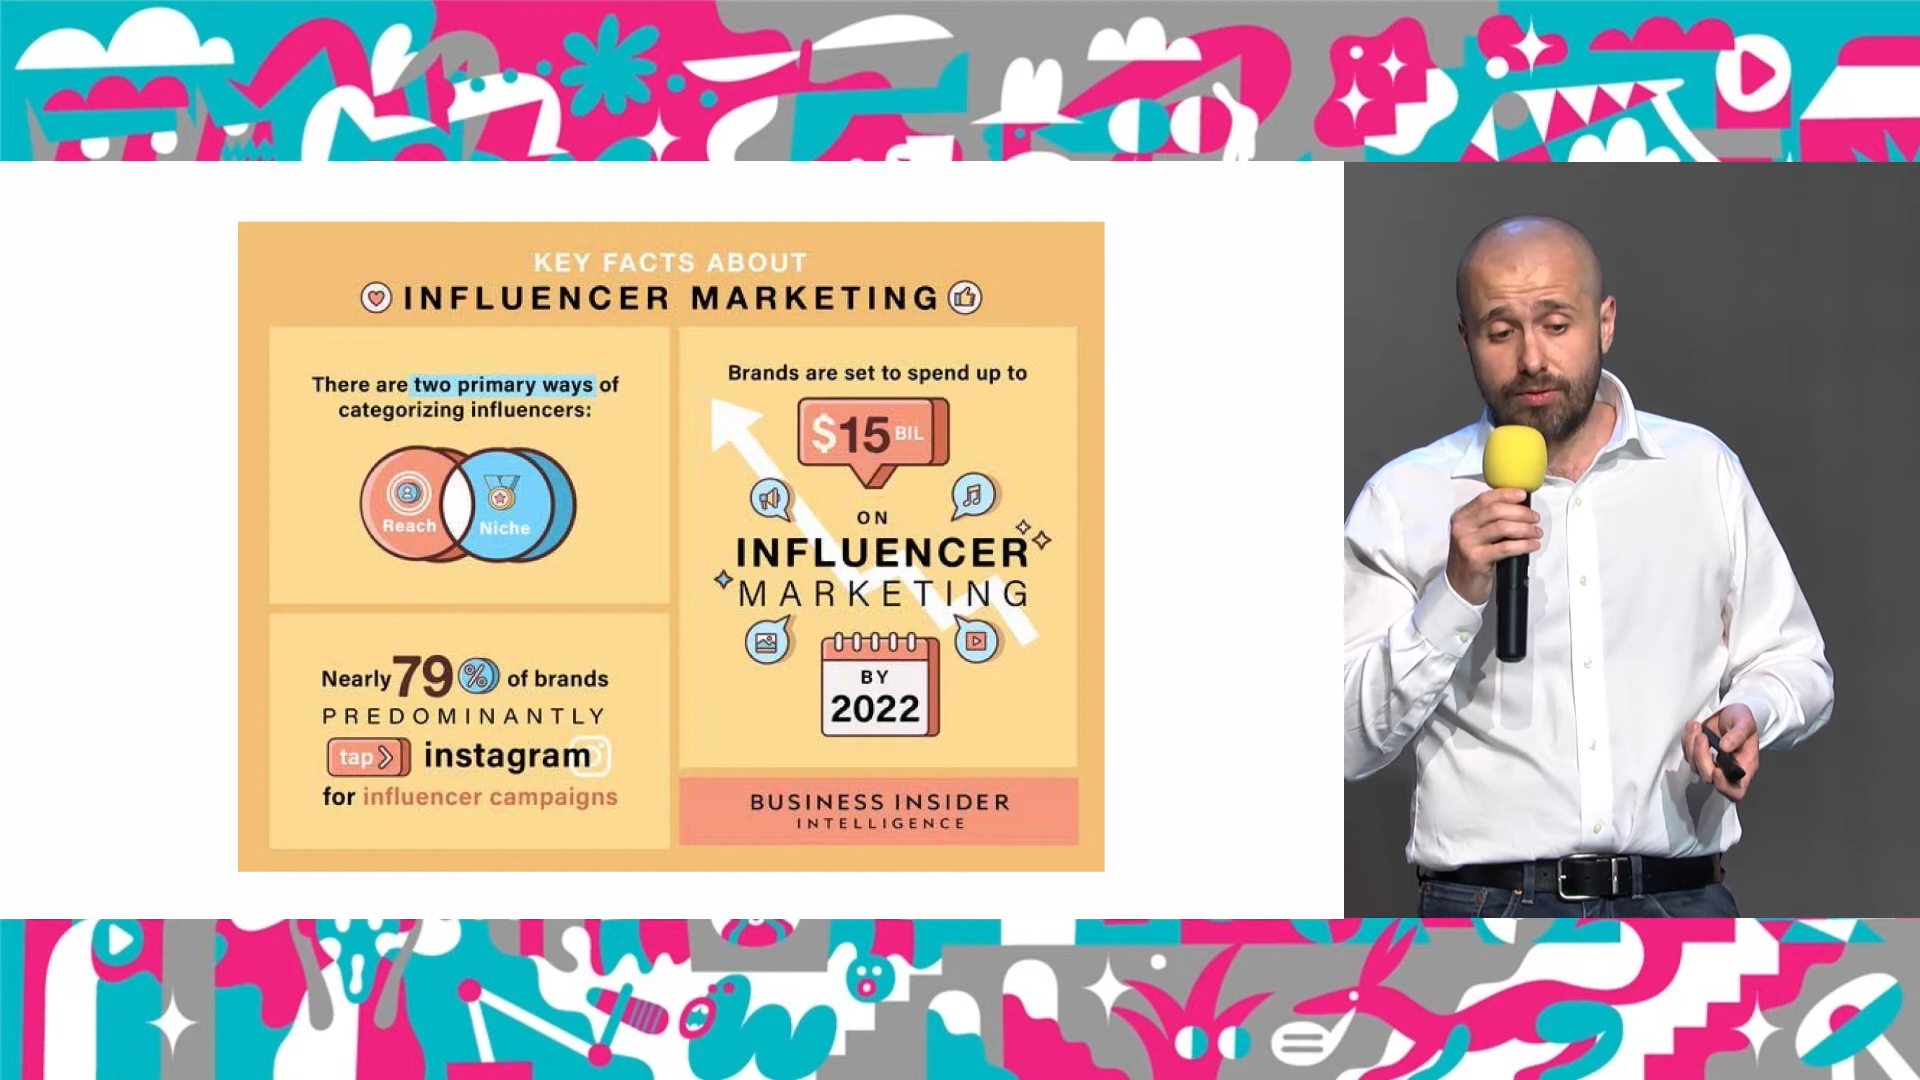 KEY FACTS ABOUT
INFLUENCER MARKETING
There are two primary ways of
categorizing influencers:
Reach
Niche
Nearly 79 % of brands
PREDOMINANTLY
tap instagram
for influencer campaigns
Brands are set to spend up to
$15 BIL
ON
INFLUENCER
MARKETING
BY
2022
BUSINESS INSIDER
INTELLIGENCE